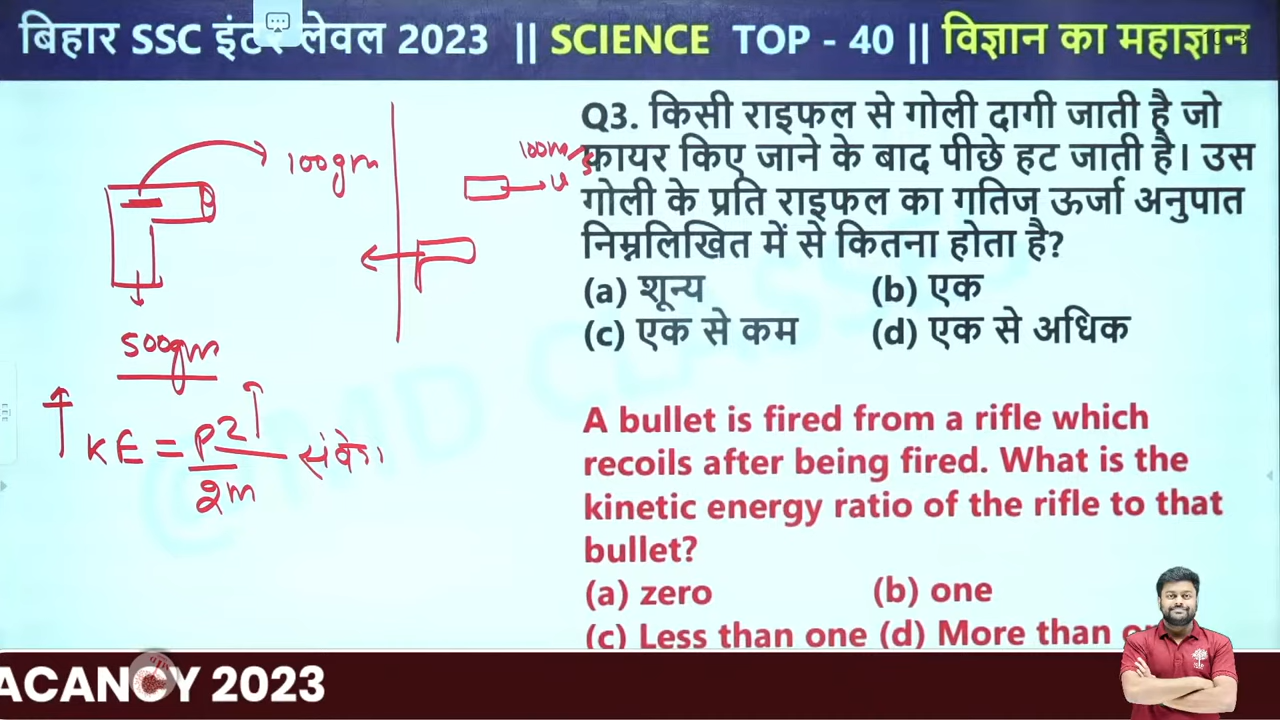 बिहार SSC इंटर लेवल 2023 || SCIENCE TOP - 40 || विज्ञान का महाज्ञान
Q3. किसी राइफल से गोली दागी जाती है जो
फायर किए जाने के बाद पीछे हट जाती है। उस
गोली के प्रति राइफल का गतिज ऊर्जा अनुपात
निम्नलिखित में से कितना होता है?
(a) शून्य (b) एक
(c) एक से कम (d) एक से अधिक
A bullet is fired from a rifle which
recoils after being fired. What is the
kinetic energy ratio of the rifle to that
bullet?
(a) zero (b) one
(c) Less than one (d) More than
100gm
100m/s
u
500gm
KE = P2
2m
@MD CLASSES
ACANCY 2023